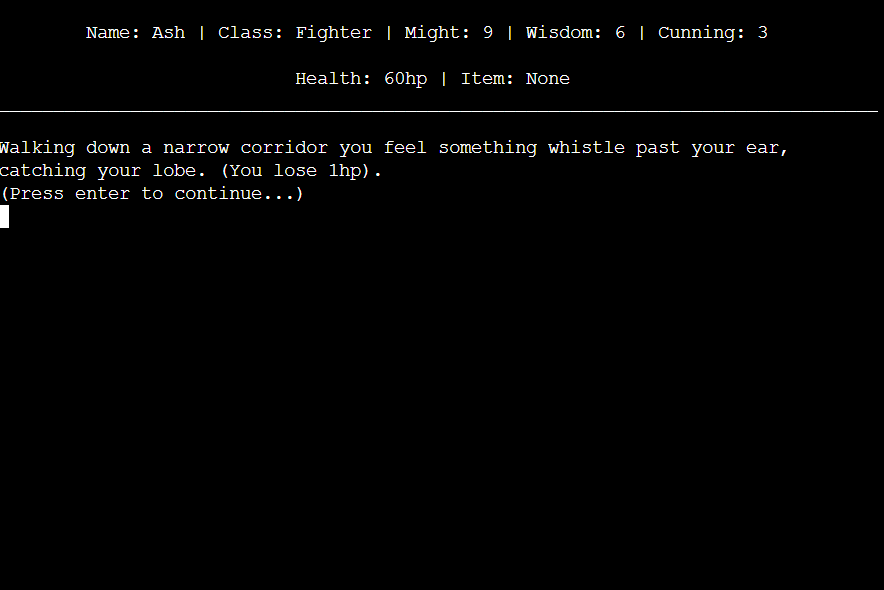 Name: Ash | Class: Fighter | Might: 9 | Wisdom: 6 | Cunning: 3
Health: 60hp | Item: None
Walking down a narrow corridor you feel something whistle past your ear,
catching your lobe. (You lose 1hp).
(Press enter to continue...)